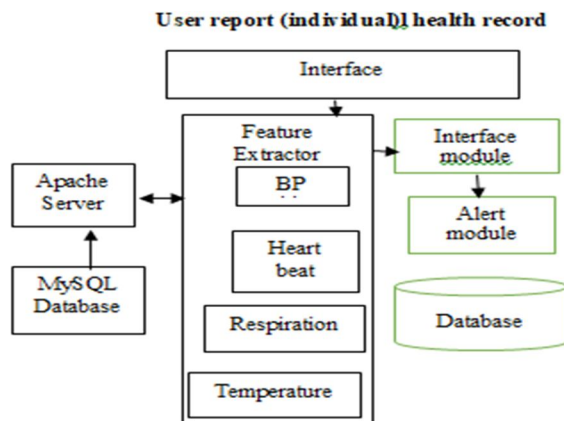 User report (individual)l health record
Interface
Feature
Extractor
BP
Heart
beat
Respiration
Temperature
Apache
Server
MySQL
Database
Interface
module
Alert
module
Database